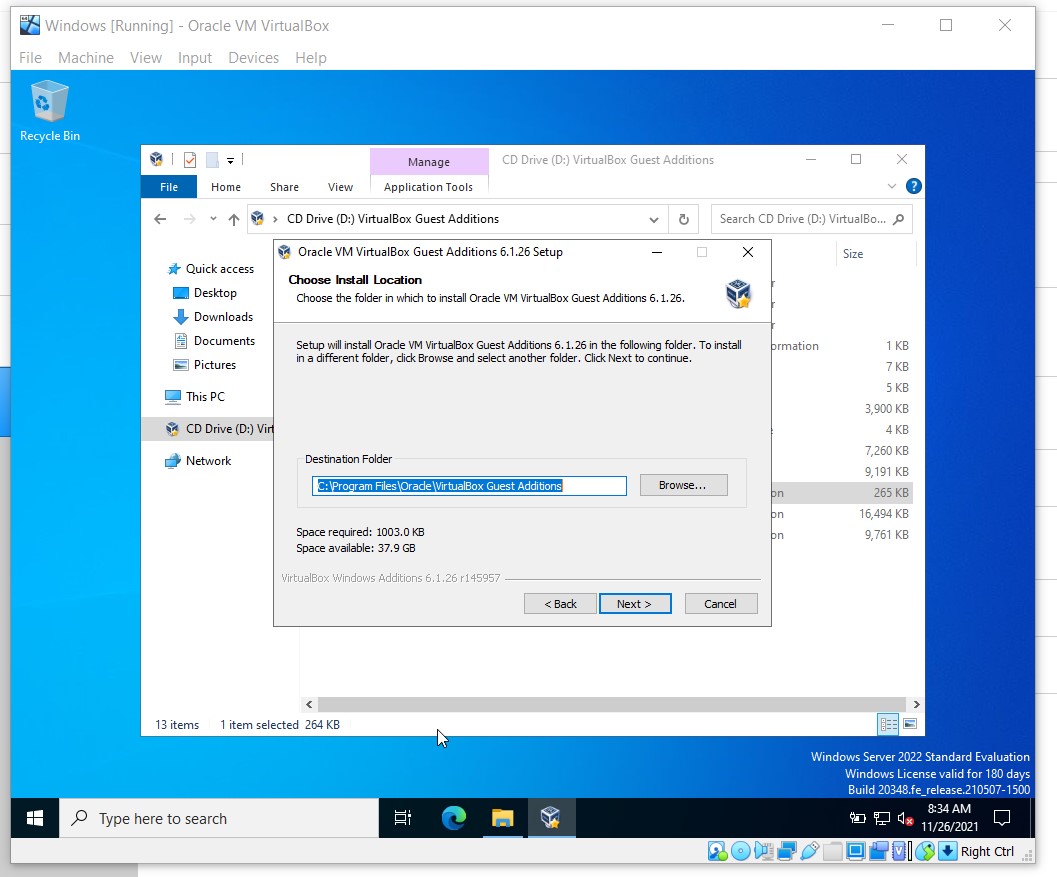 Windows [Running] - Oracle VM VirtualBox
File Machine View Input Devices Help
Recycle Bin
Manage CD Drive (D:) VirtualBox Guest Additions
File Home Share View Application Tools
CD Drive (D:) VirtualBox Guest Additions Search CD Drive (D:) VirtualBo...
Oracle VM VirtualBox Guest Additions 6.1.26 Setup
Size
Choose Install Location
Choose the folder in which to install Oracle VM VirtualBox Guest Additions 6.1.26.
Quick access
Desktop
Downloads
Documents
Pictures
This PC
CD Drive (D:) Virt
Network
Setup will install Oracle VM VirtualBox Guest Additions 6.1.26 in the following folder. To install
in a different folder, click Browse and select another folder. Click Next to continue.
Destination Folder
C:\Program Files\Oracle\VirtualBox Guest Additions Browse...
Space required: 1003.0 KB
Space available: 37.9 GB
VirtualBox Windows Additions 6.1.26 r145957
< Back Next > Cancel
r
r
r
ormation 1 KB
7 KB
5 KB
3,900 KB
4 KB
7,260 KB
9,191 KB
on 265 KB
on 16,494 KB
on 9,761 KB
13 items 1 item selected 264 KB
Windows Server 2022 Standard Evaluation
Windows License valid for 180 days
Build 20348.fe_release.210507-1500
Type here to search
8:34 AM
11/26/2021
Right Ctrl